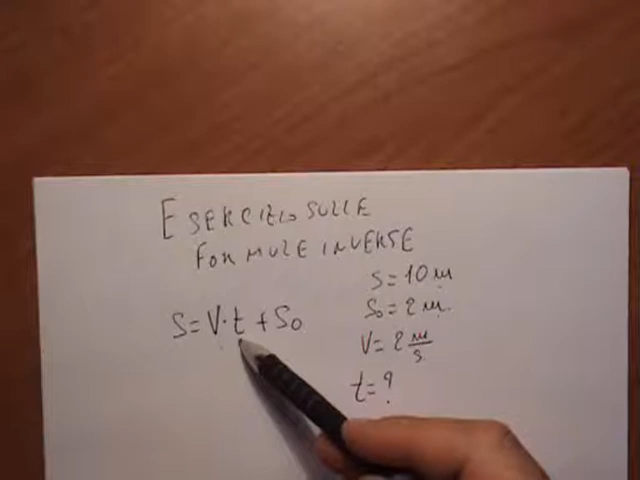 ESERCIZIO SULLE
FORMULE INVERSE
S=V·t+S₀
S=10 m
S₀=2 m
V=2 m/s
t=?